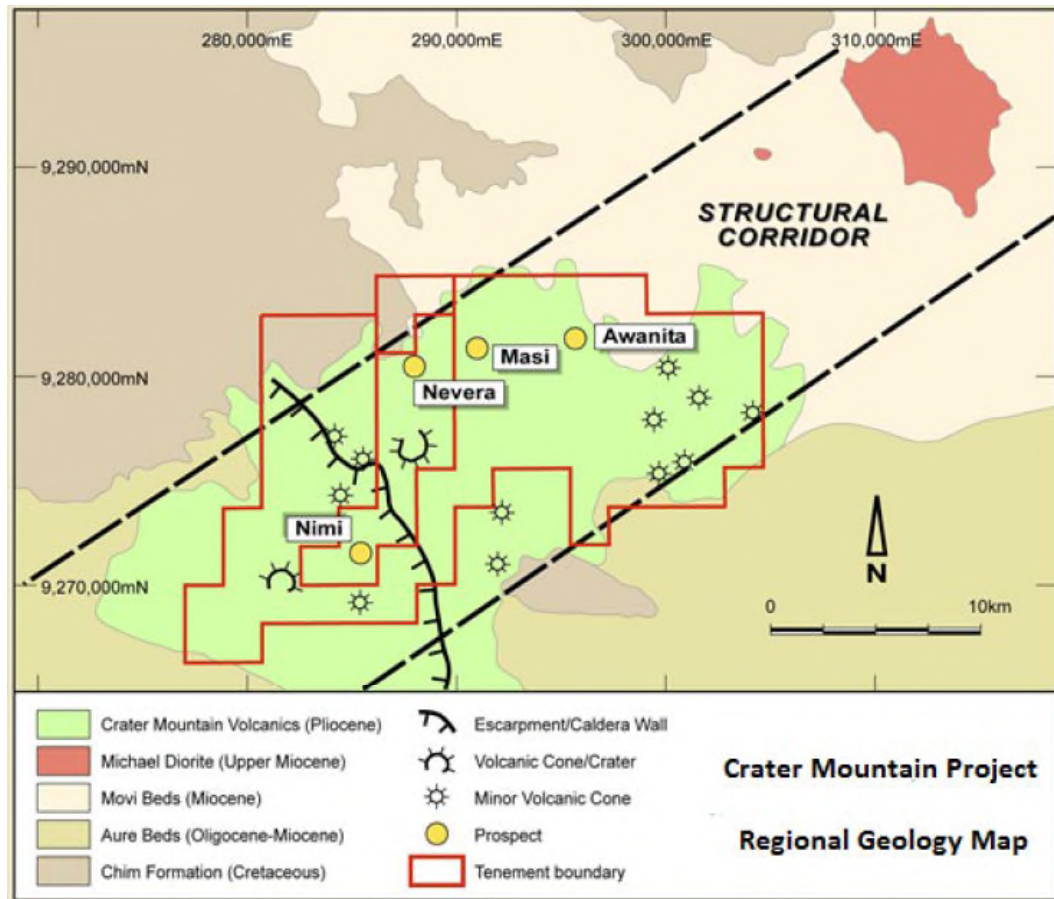 280,000mE
290,000mE
300,000mE
310,000mE
9,290,000mN
STRUCTURAL
CORRIDOR
Awanita
Masi
9,280,000mN
Nevera
Nimi
9,270,000mN
N
0
10km
Crater Mountain Volcanics (Pliocene)
Michael Diorite (Upper Miocene)
Movi Beds (Miocene)
Aure Beds (Oligocene-Miocene)
Chim Formation (Cretaceous)
Escarpment/Caldera Wall
Volcanic Cone/Crater
Minor Volcanic Cone
Prospect
Tenement boundary
Crater Mountain Project
Regional Geology Map